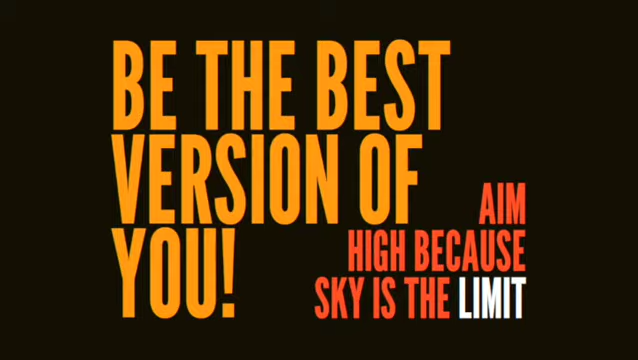 BE THE BEST
VERSION OF
YOU!
AIM
HIGH BECAUSE
SKY IS THE LIMIT